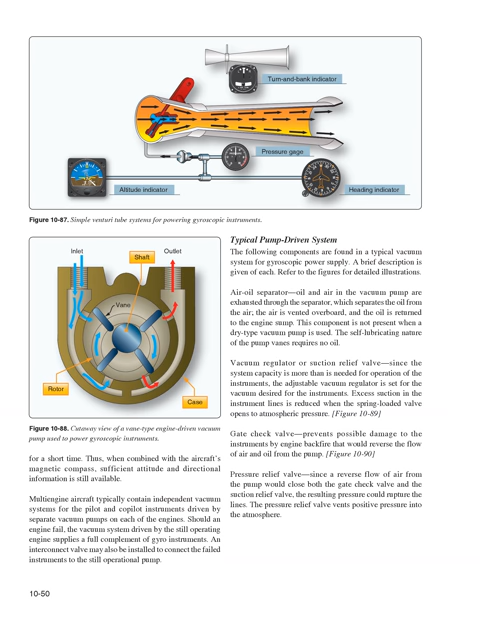 Turn-and-bank indicator
Pressure gage
Altitude indicator
Heading indicator
Figure 10-87. Simple venturi tube systems for powering gyroscopic instruments.
Inlet
Outlet
Shaft
Vane
Rotor
Case
Figure 10-88. Cutaway view of a vane-type engine-driven vacuum
pump used to power gyroscopic instruments.
for a short time. Thus, when combined with the aircraft's
magnetic compass, sufficient attitude and directional
information is still available.
Multiengine aircraft typically contain independent vacuum
systems for the pilot and copilot instruments driven by
separate vacuum pumps on each of the engines. Should an
engine fail, the vacuum system driven by the still operating
engine supplies a full complement of gyro instruments. An
interconnect valve may also be installed to connect the failed
instruments to the still operational pump.
Typical Pump-Driven System
The following components are found in a typical vacuum
system for gyroscopic power supply. A brief description is
given of each. Refer to the figures for detailed illustrations.
Air-oil separator—oil and air in the vacuum pump are
exhausted through the separator, which separates the oil from
the air; the air is vented overboard, and the oil is returned
to the engine sump. This component is not present when a
dry-type vacuum pump is used. The self-lubricating nature
of the pump vanes requires no oil.
Vacuum regulator or suction relief valve—since the
system capacity is more than is needed for operation of the
instruments, the adjustable vacuum regulator is set for the
vacuum desired for the instruments. Excess suction in the
instrument lines is reduced when the spring-loaded valve
opens to atmospheric pressure. [Figure 10-89]
Gate check valve—prevents possible damage to the
instruments by engine backfire that would reverse the flow
of air and oil from the pump. [Figure 10-90]
Pressure relief valve—since a reverse flow of air from
the pump would close both the gate check valve and the
suction relief valve, the resulting pressure could rupture the
lines. The pressure relief valve vents positive pressure into
the atmosphere.
10-50